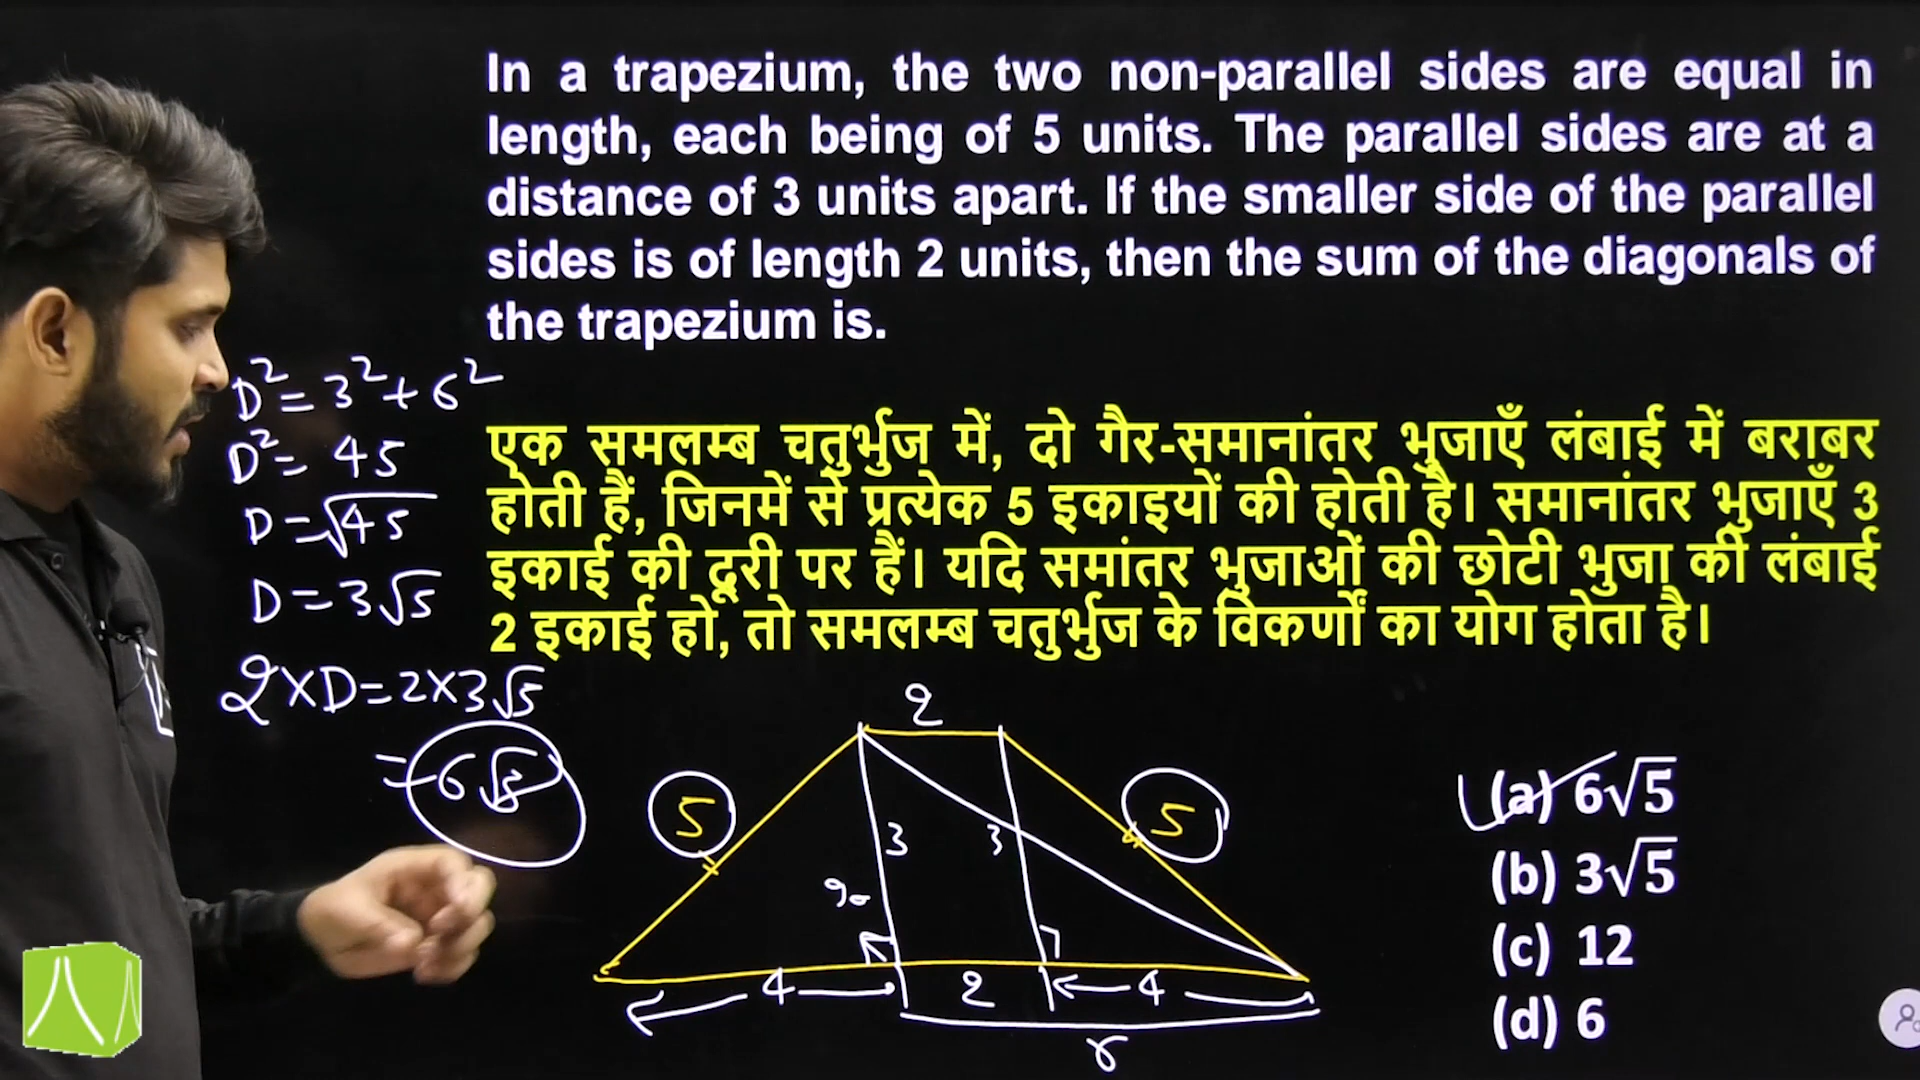 In a trapezium, the two non-parallel sides are equal in
length, each being of 5 units. The parallel sides are at a
distance of 3 units apart. If the smaller side of the parallel
sides is of length 2 units, then the sum of the diagonals of
the trapezium is.
एक समलम्ब चतुर्भुज में, दो गैर-समानांतर भुजाएँ लंबाई में बराबर
होती हैं, जिनमें से प्रत्येक 5 इकाइयों की होती है। समानांतर भुजाएँ 3
इकाई की दूरी पर हैं। यदि समांतर भुजाओं की छोटी भुजा की लंबाई
2 इकाई हो, तो समलम्ब चतुर्भुज के विकर्णों का योग होता है।
D²=3²+6²
D²= 45
D=√45
D=3√5
2×D=2×3√5
=6√5
2
5
5
3
3
90
4
2
4
6
(a) 6√5
(b) 3√5
(c) 12
(d) 6